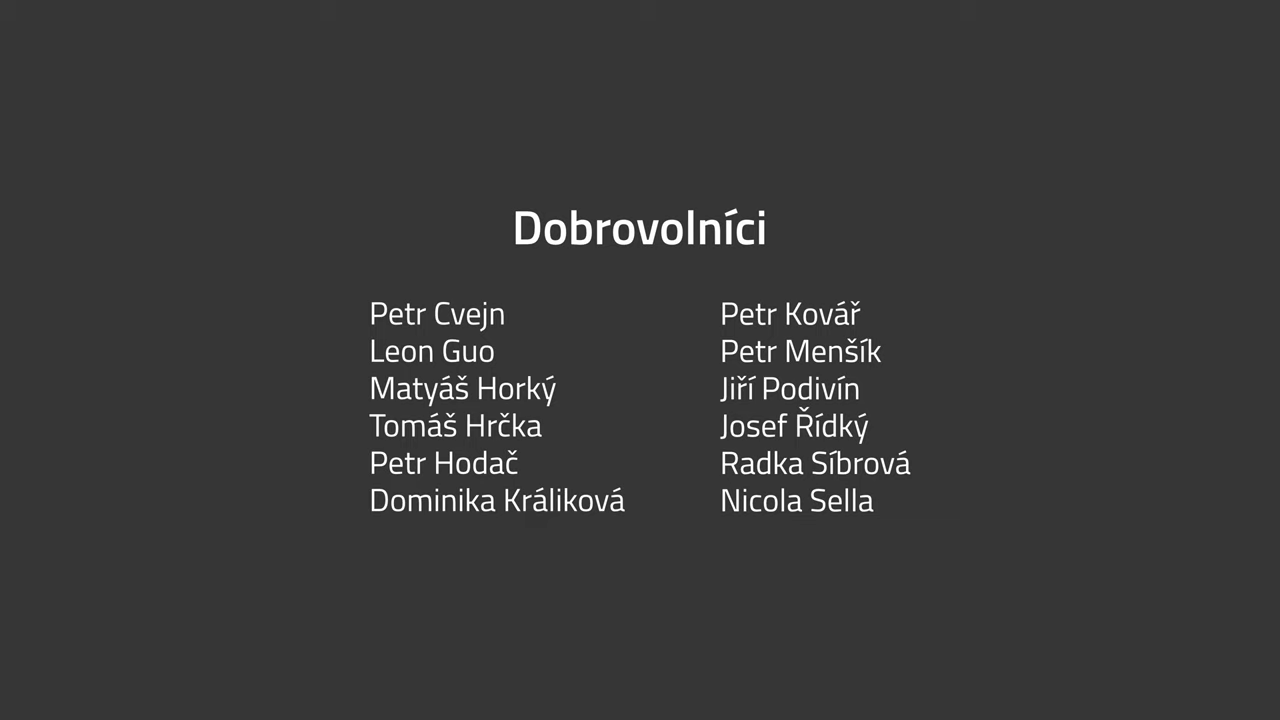 Dobrovolníci
Petr Cvejn
Leon Guo
Matyáš Horký
Tomáš Hrčka
Petr Hodač
Dominika Králiková
Petr Kovář
Petr Menšík
Jiří Podivín
Josef Řídký
Radka Síbrová
Nicola Sella